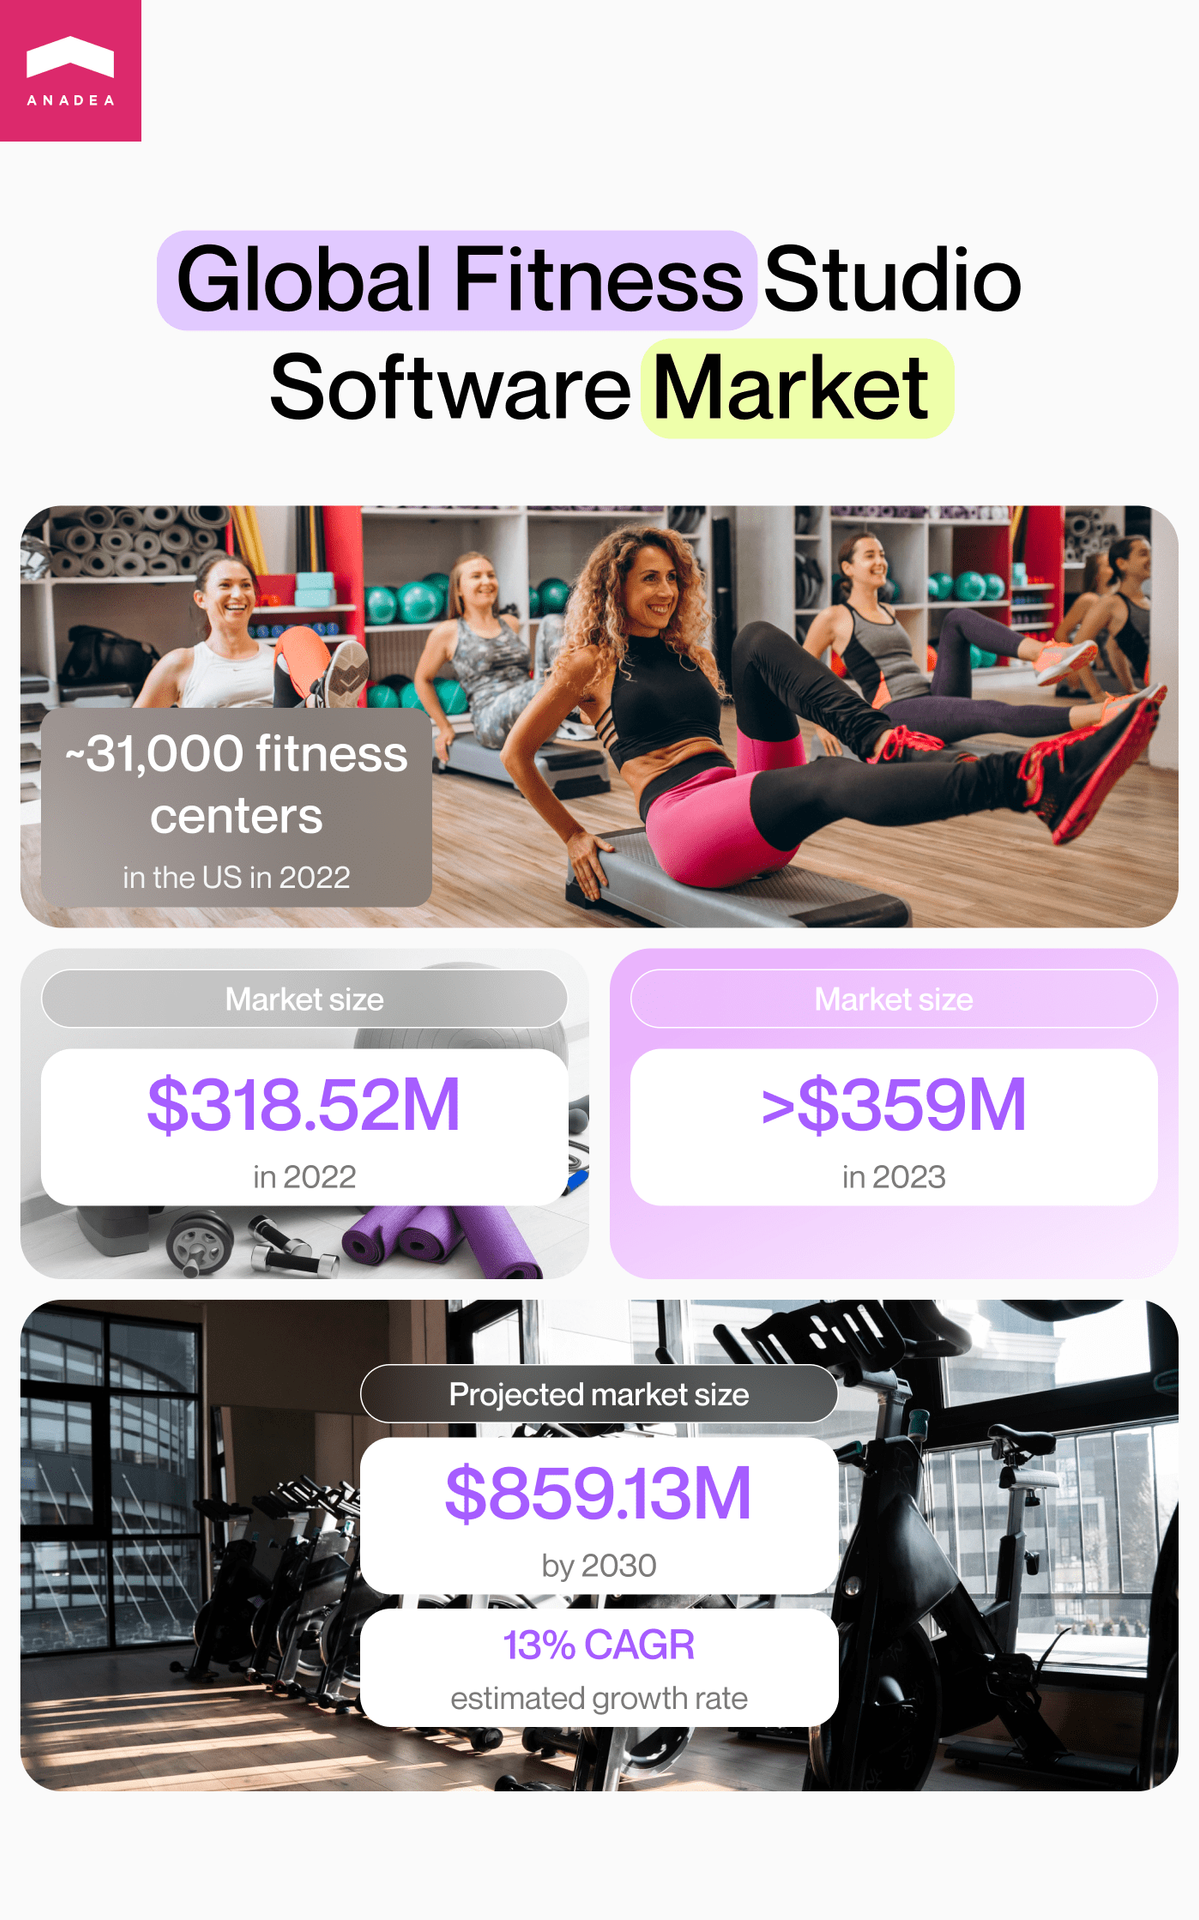 ANADEA
Global Fitness Studio
Software Market
~31,000 fitness
centers
in the US in 2022
Market size
$318.52M
in 2022
Market size
>$359M
in 2023
Projected market size
$859.13M
by 2030
13% CAGR
estimated growth rate